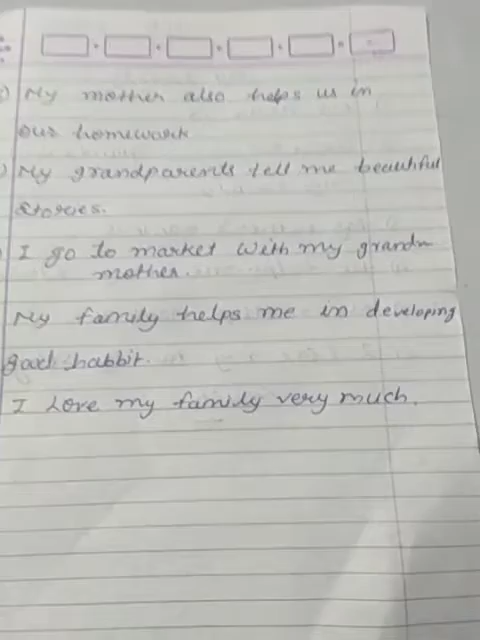 My mother also helps us in
our homework
My grandparents tell me beautiful
stories.
I go to market with my grandm
mother.
My family helps me in developing
good habbit.
I Love my family very much.